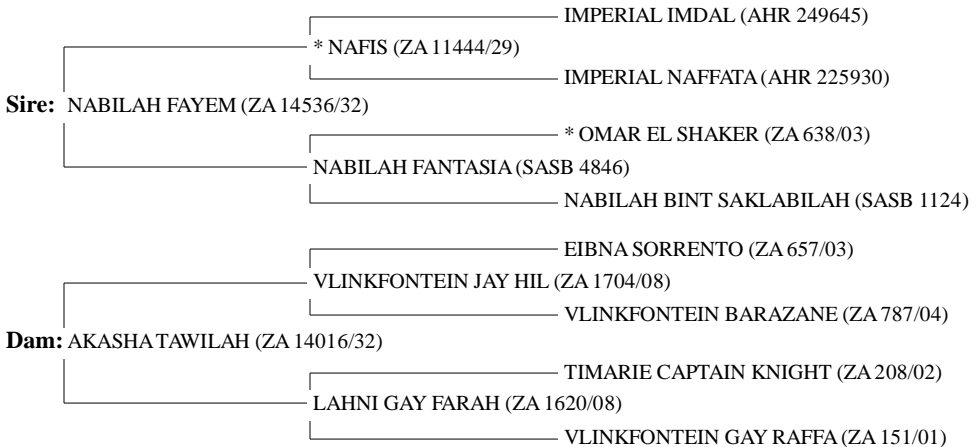 IMPERIAL IMDAL (AHR 249645)
* NAFIS (ZA 11444/29)
IMPERIAL NAFFATA (AHR 225930)
Sire: NABILAH FAYEM (ZA 14536/32)
* OMAR EL SHAKER (ZA 638/03)
NABILAH FANTASIA (SASB 4846)
NABILAH BINT SAKLABILAH (SASB 1124)
EIBNA SORRENTO (ZA 657/03)
VLINKFONTEIN JAY HIL (ZA 1704/08)
VLINKFONTEIN BARAZANE (ZA 787/04)
Dam: AKASHA TAWILAH (ZA 14016/32)
TIMARIE CAPTAIN KNIGHT (ZA 208/02)
LAHNI GAY FARAH (ZA 1620/08)
VLINKFONTEIN GAY RAFFA (ZA 151/01)